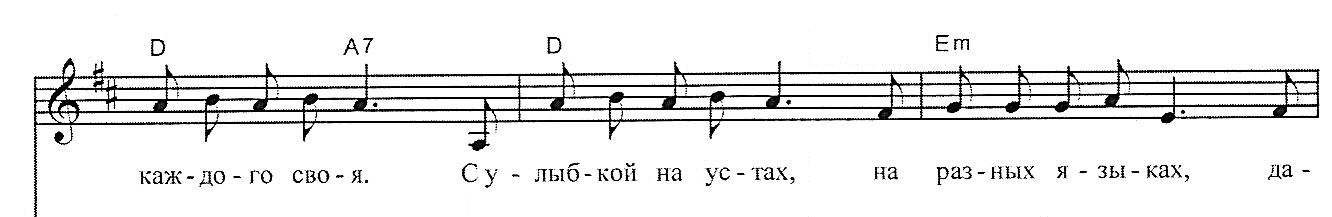 D A7 D Em
каж-до-го сво-я. С у-лыб-кой на ус-тах, на раз-ных я-зы-ках, да-